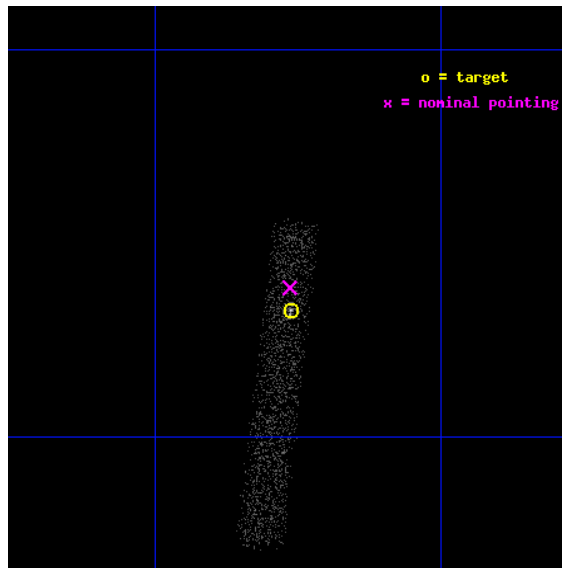 o = target
x = nominal pointing